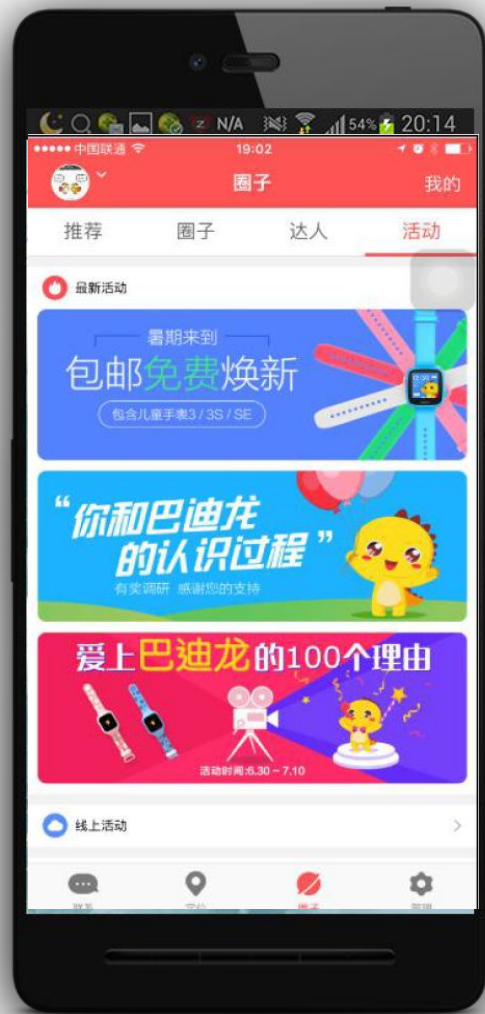 N/A 54% 20:14
中国联通 19:02
圈子 我的
推荐 圈子 达人 活动
最新活动
暑期来到
包邮免费焕新
包含儿童手表3 / 3S / SE
“你和巴迪龙
的认识过程”
有奖调研 感谢您的支持
爱上巴迪龙的100个理由
活动时间:6.30 ~ 7.10
线上活动